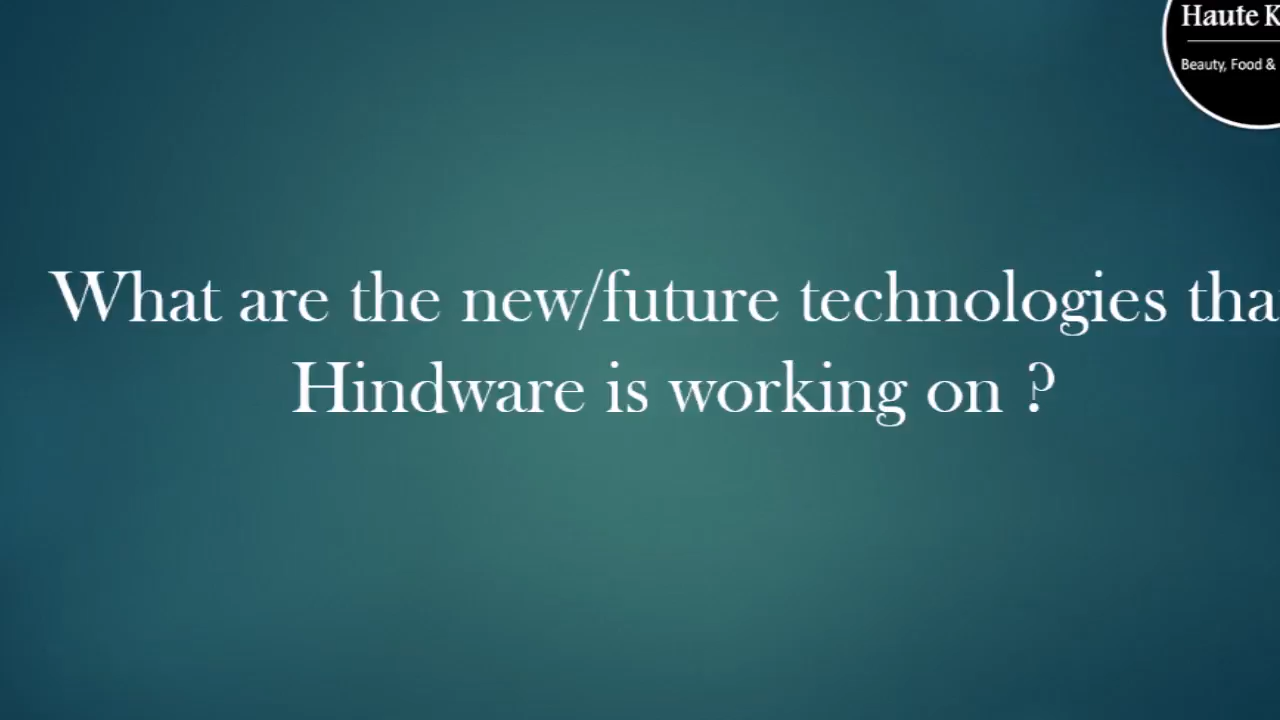 Haute K
Beauty, Food &
What are the new/future technologies tha
Hindware is working on ?